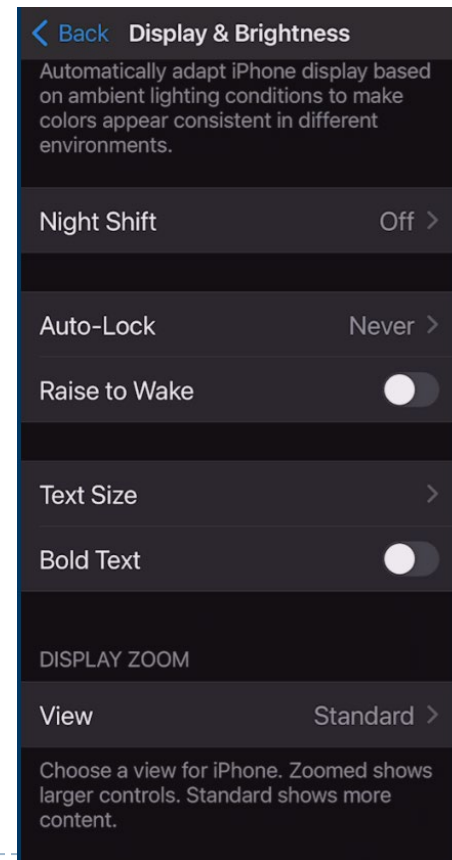 Back Display & Brightness
Automatically adapt iPhone display based
on ambient lighting conditions to make
colors appear consistent in different
environments.
Night Shift Off
Auto-Lock Never
Raise to Wake
Text Size
Bold Text
DISPLAY ZOOM
View Standard
Choose a view for iPhone. Zoomed shows
larger controls. Standard shows more
content.